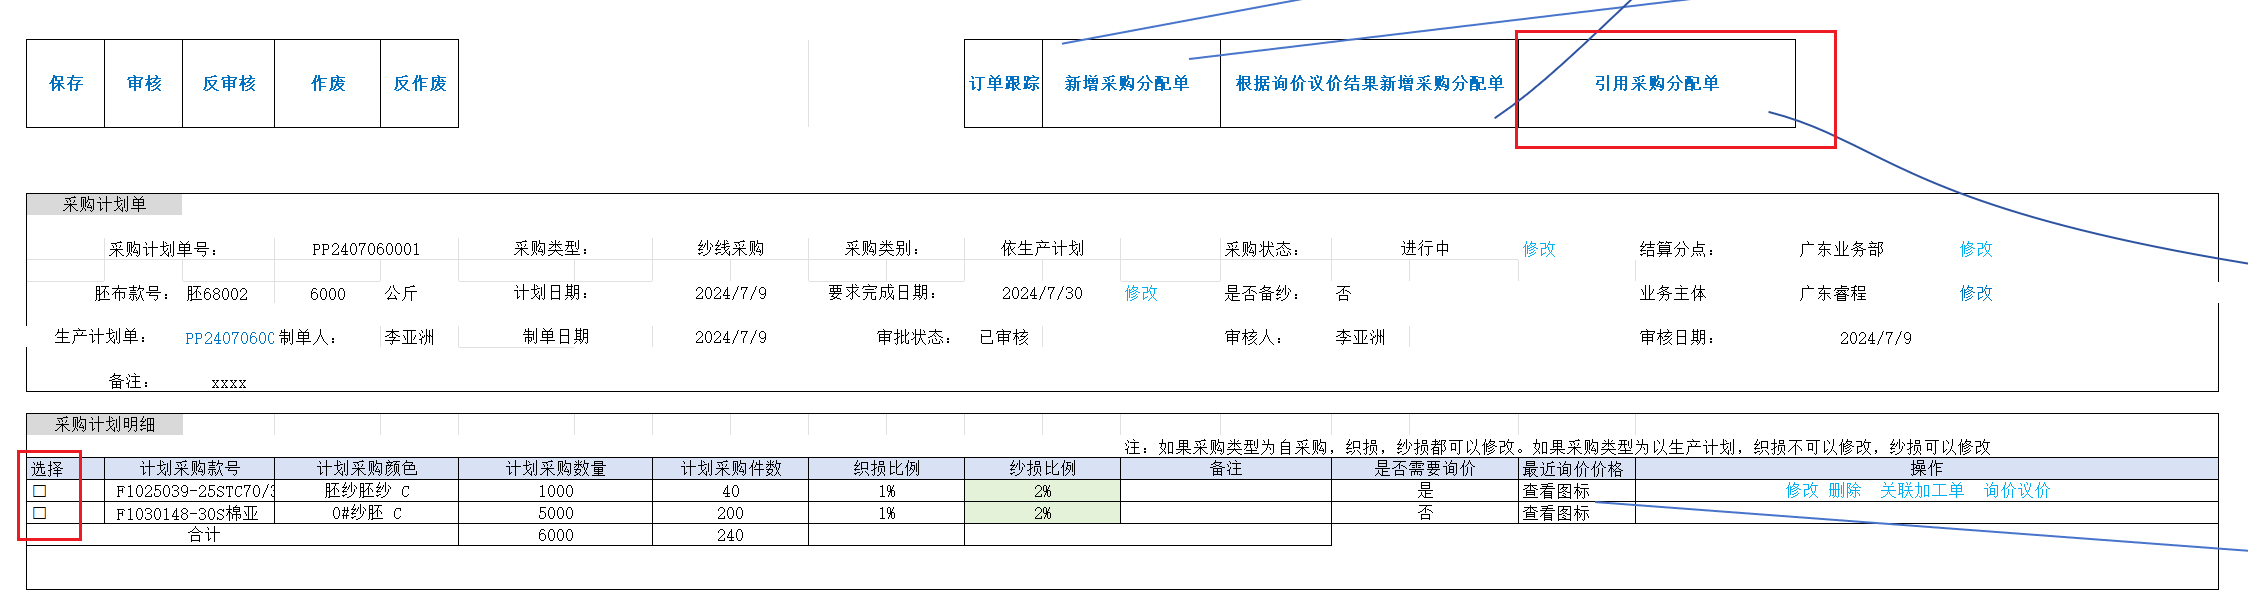 保存 审核 反审核 作废 反作废 订单跟踪 新增采购分配单 根据询价议价结果新增采购分配单 引用采购分配单
采购计划单
采购计划单号： PP2407060001 采购类型： 纱线采购 采购类别： 依生产计划 采购状态： 进行中 修改 结算分点： 广东业务部 修改
胚布款号： 胚68002 6000 公斤 计划日期： 2024/7/9 要求完成日期： 2024/7/30 修改 是否备纱： 否 业务主体 广东睿程 修改
生产计划单： PP2407060 制单人： 李亚洲 制单日期 2024/7/9 审批状态： 已审核 审核人： 李亚洲 审核日期： 2024/7/9
备注： xxxx
采购计划明细
注：如果采购类型为自采购，织损，纱损都可以修改。如果采购类型为以生产计划，织损不可以修改，纱损可以修改
选择 计划采购款号 计划采购颜色 计划采购数量 计划采购件数 织损比例 纱损比例 备注 是否需要询价 最近询价价格 操作
□ F1025039-25STC70/3 胚纱胚纱 C 1000 40 1% 2% 是 查看图标 修改 删除 关联加工单 询价议价
□ F1030148-30S棉亚 0#纱胚 C 5000 200 1% 2% 否 查看图标
合计 6000 240